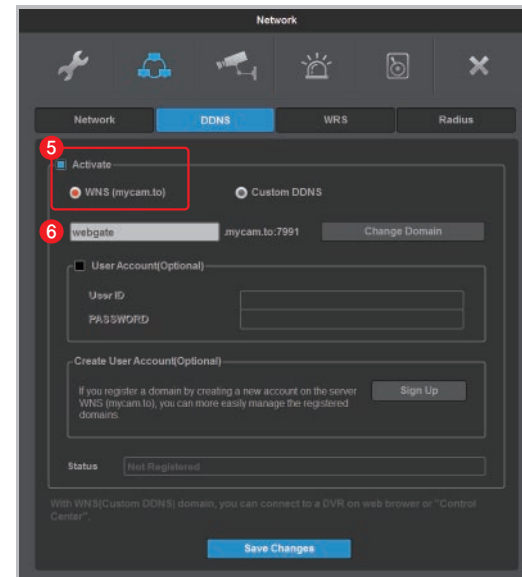 Network
Network DDNS WRS Radius
5
Activate
WNS (mycam.to) Custom DDNS
6 webgate .mycam.to:7991 Change Domain
User Account(Optional)
User ID
PASSWORD
Create User Account(Optional)
If you register a domain by creating a new account on the server Sign Up
WNS (mycam.to), you can more easily manage the registered
domains.
Status Not Registered
With WNS(Custom DDNS) domain, you can connect to a DVR on web brower or "Control
Center".
Save Changes